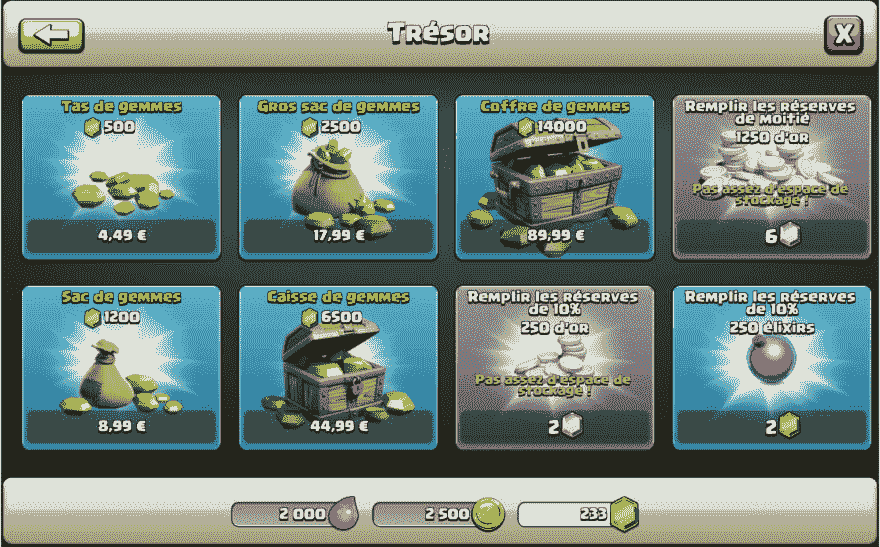 Trésor
X
Tas de gemmes
500
4,49 €
Gros sac de gemmes
2500
17,99 €
Coffre de gemmes
14000
89,99 €
Remplir les réserves
de moitié
1250 d'or
Pas assez d'espace de
stockage !
6
Sac de gemmes
1200
8,99 €
Caisse de gemmes
6500
44,99 €
Remplir les réserves
de 10%
250 d'or
Pas assez d'espace de
stockage !
2
Remplir les réserves
de 10%
250 élixirs
2
2 000
2 500
233